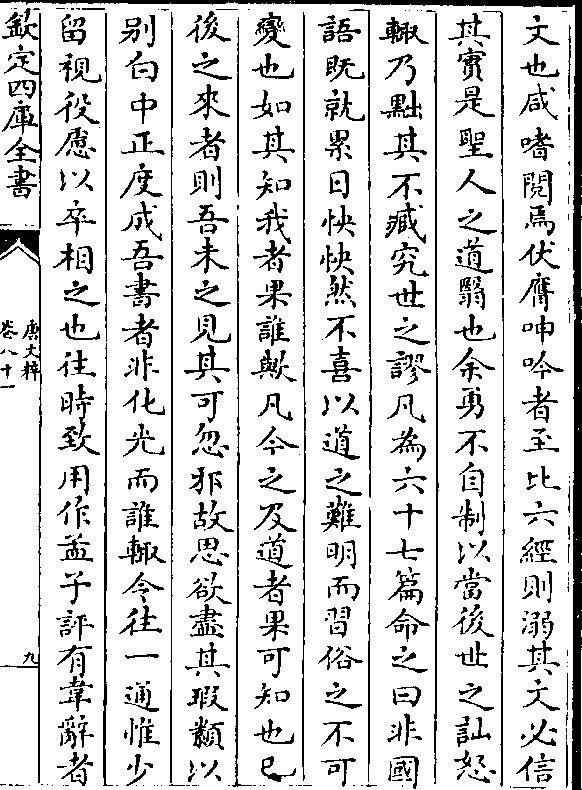 文也咸嗜閱焉伏膺呻吟者至比六經則溺其文必信
其實是聖人之道翳也余勇不自制以當後世之訕怒
輒乃黜其不臧究世之謬凡為六十七篇命之曰非國
語既就累日怏怏然不喜以道之難明而習俗之不可
變也如其知我者果誰歟凡今之及道者果可知也已
後之來者則吾未之見其可忽邪故思欲盡其瑕纇以
别白中正度成吾書者非化光而誰輒令往一通惟少
留視役慮以卒相之也往時致用作孟子評有韋辭者
欽定四庫全書
唐文粹
卷八十一
九